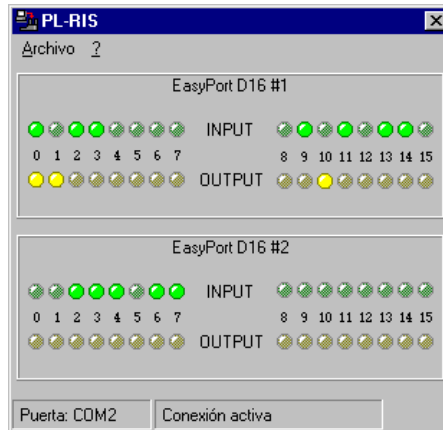 PL-RIS
Archivo ?
EasyPort D16 #1
INPUT
0 1 2 3 4 5 6 7 8 9 10 11 12 13 14 15
OUTPUT
EasyPort D16 #2
INPUT
0 1 2 3 4 5 6 7 8 9 10 11 12 13 14 15
OUTPUT
Puerta: COM2 Conexión activa